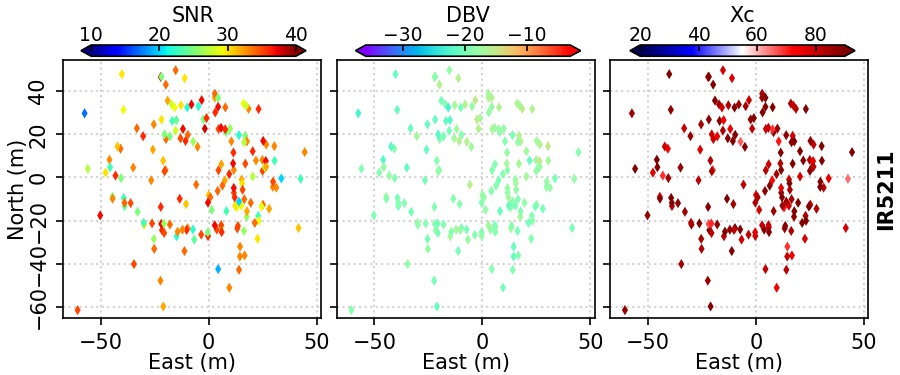 SNR DBV Xc
10 20 30 40 −30 −20 −10 20 40 60 80
North (m)
40
20
0
−20
−40
−60
−50 0 50 −50 0 50 −50 0 50
East (m) East (m) East (m)
IR5211